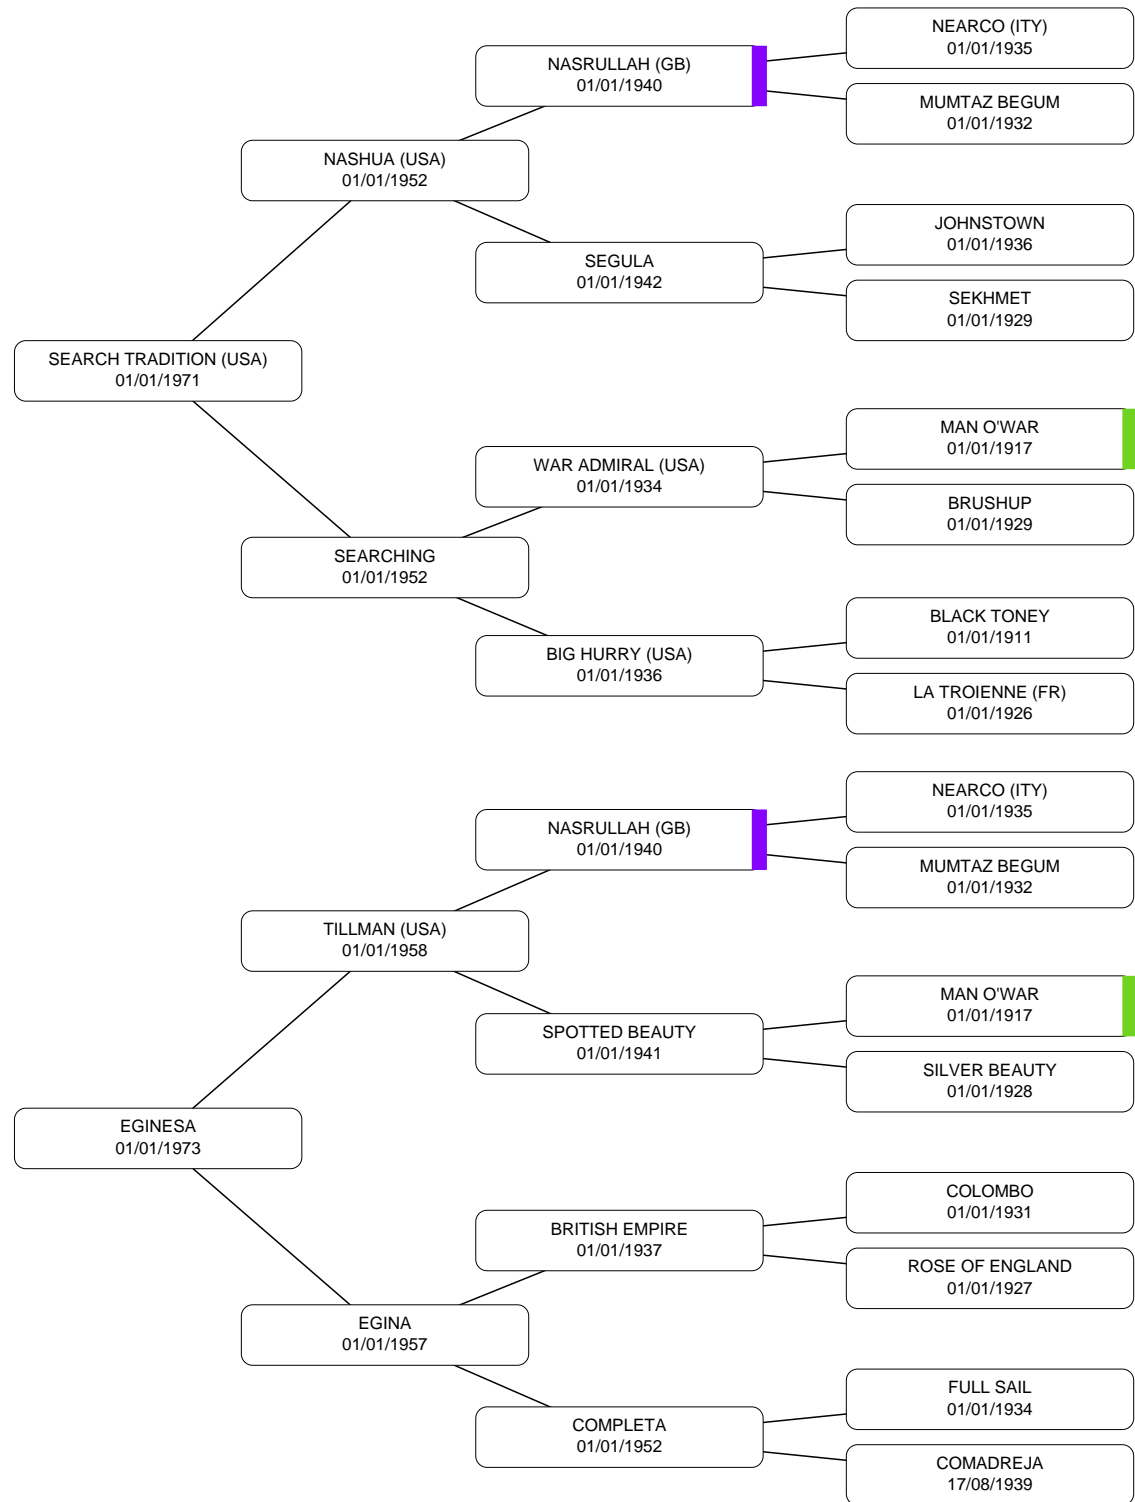 NEARCO (ITY)
01/01/1935
NASRULLAH (GB)
01/01/1940
MUMTAZ BEGUM
01/01/1932
NASHUA (USA)
01/01/1952
JOHNSTOWN
01/01/1936
SEGULA
01/01/1942
SEKHMET
01/01/1929
SEARCH TRADITION (USA)
01/01/1971
MAN O'WAR
01/01/1917
WAR ADMIRAL (USA)
01/01/1934
BRUSHUP
01/01/1929
SEARCHING
01/01/1952
BLACK TONEY
01/01/1911
BIG HURRY (USA)
01/01/1936
LA TROIENNE (FR)
01/01/1926
NEARCO (ITY)
01/01/1935
NASRULLAH (GB)
01/01/1940
MUMTAZ BEGUM
01/01/1932
TILLMAN (USA)
01/01/1958
MAN O'WAR
01/01/1917
SPOTTED BEAUTY
01/01/1941
SILVER BEAUTY
01/01/1928
EGINESA
01/01/1973
COLOMBO
01/01/1931
BRITISH EMPIRE
01/01/1937
ROSE OF ENGLAND
01/01/1927
EGINA
01/01/1957
FULL SAIL
01/01/1934
COMPLETA
01/01/1952
COMADREJA
17/08/1939